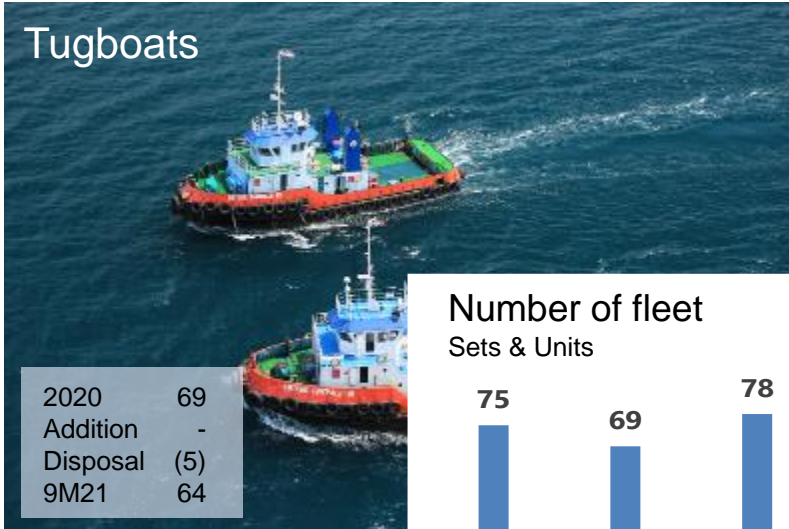 Tugboats
Number of fleet
Sets & Units
75 69 78
2020 69
Addition -
Disposal (5)
9M21 64